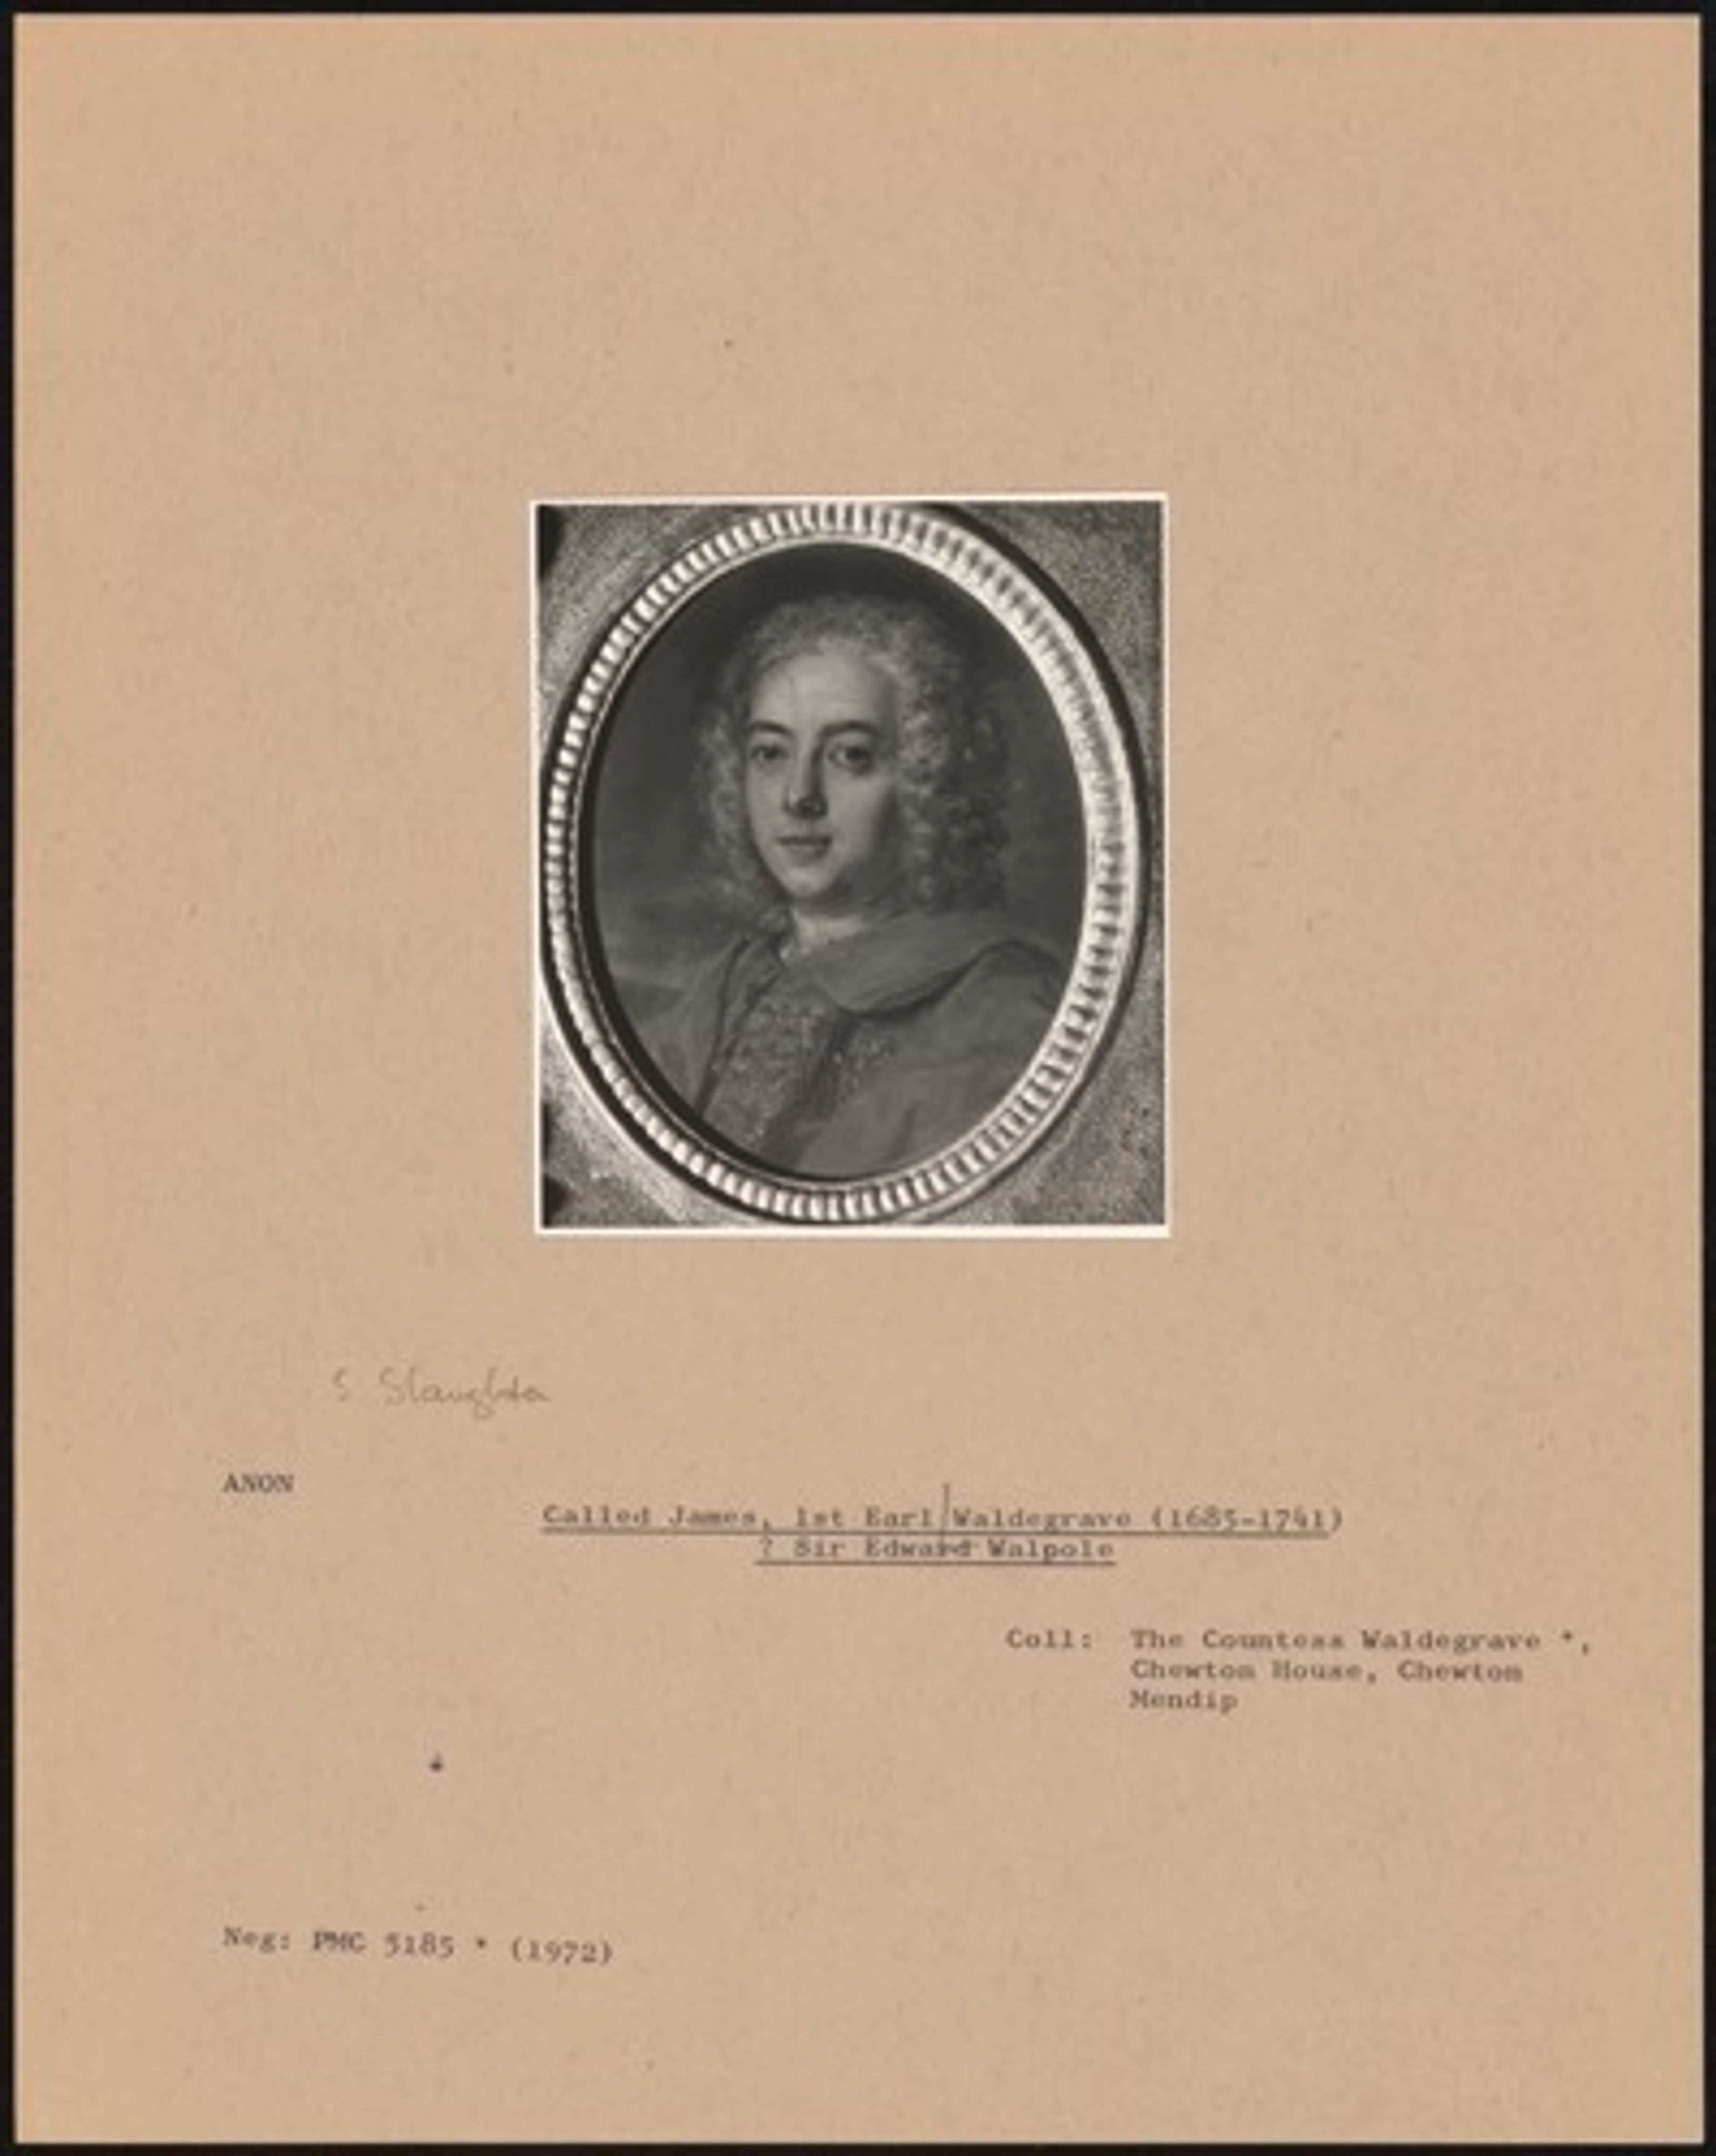 S Slaughter
ANON
Called James, 1st Earl Waldegrave (1685-1741)
? Sir Edward Walpole
Coll: The Countess Waldegrave *,
Chewton House, Chewton
Mendip
Neg: PMC 5185 * (1972)